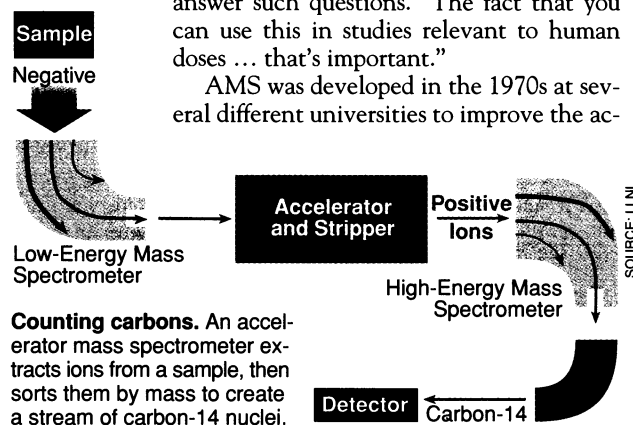 answer such questions. "The fact that you
can use this in studies relevant to human
doses ... that's important."
AMS was developed in the 1970s at sev-
eral different universities to improve the ac-
Sample
Negative
Low-Energy Mass
Spectrometer
Accelerator
and Stripper
Positive
Ions
High-Energy Mass
Spectrometer
SOURCE: LLNL
Detector
Carbon-14
Counting carbons. An accel-
erator mass spectrometer ex-
tracts ions from a sample, then
sorts them by mass to create
a stream of carbon-14 nuclei.